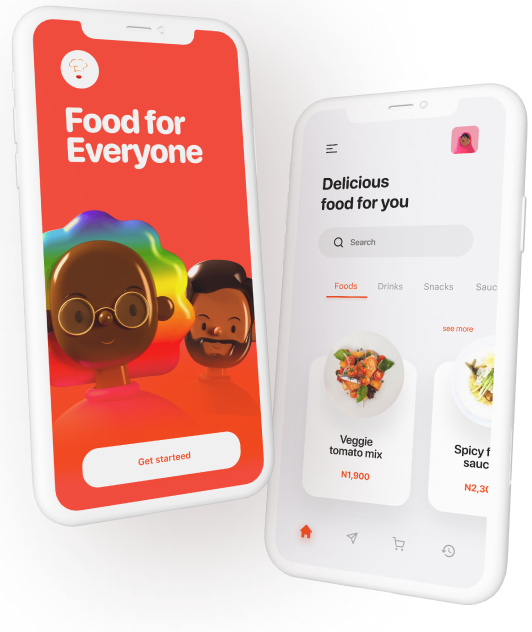 Food for
Everyone
Get starteed
Delicious
food for you
Search
Foods Drinks Snacks Sauc
see more
Veggie
tomato mix
N1,900
Spicy f
sauc
N2,30